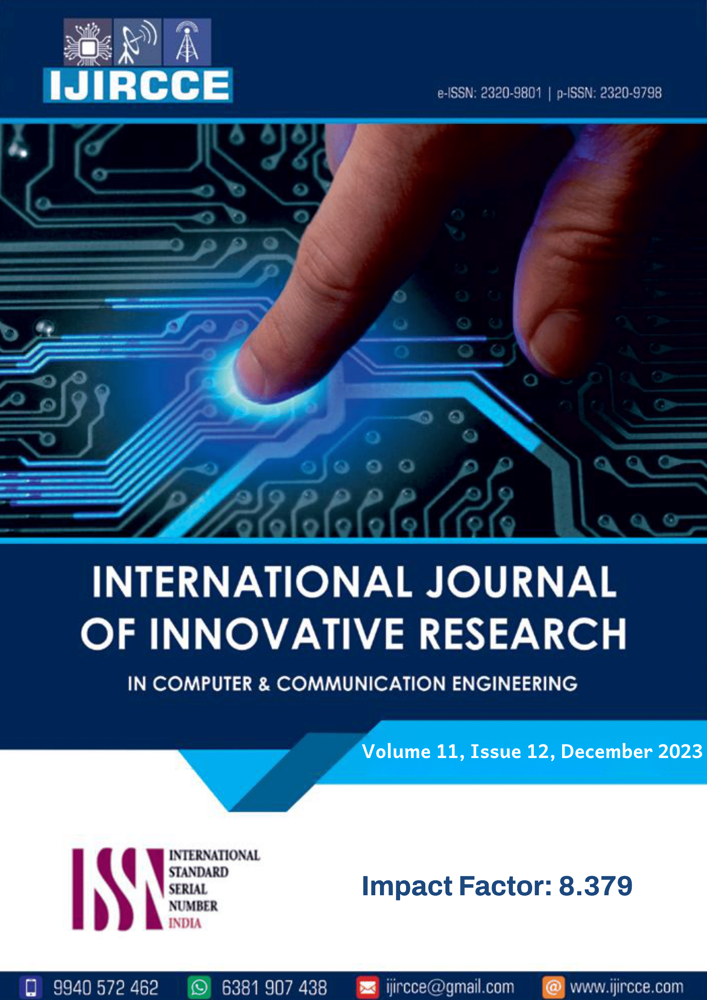 IJIRCCE
e-ISSN: 2320-9801 | p-ISSN: 2320-9798
INTERNATIONAL JOURNAL
OF INNOVATIVE RESEARCH
IN COMPUTER & COMMUNICATION ENGINEERING
Volume 11, Issue 12, December 2023
ISSN
INTERNATIONAL
STANDARD
SERIAL
NUMBER
INDIA
Impact Factor: 8.379
9940 572 462
6381 907 438
ijircce@gmail.com
@ www.ijircce.com